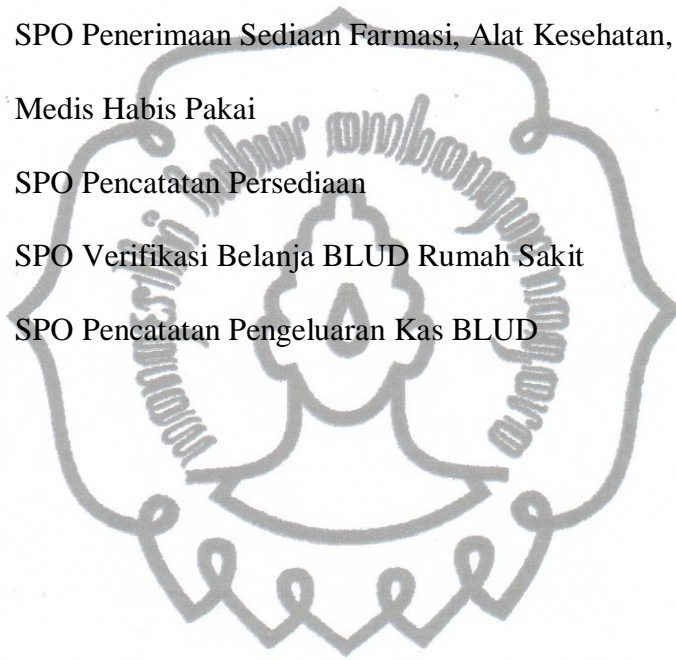 SPO Penerimaan Sediaan Farmasi, Alat Kesehatan,
Medis Habis Pakai
SPO Pencatatan Persediaan
SPO Verifikasi Belanja BLUD Rumah Sakit
SPO Pencatatan Pengeluaran Kas BLUD